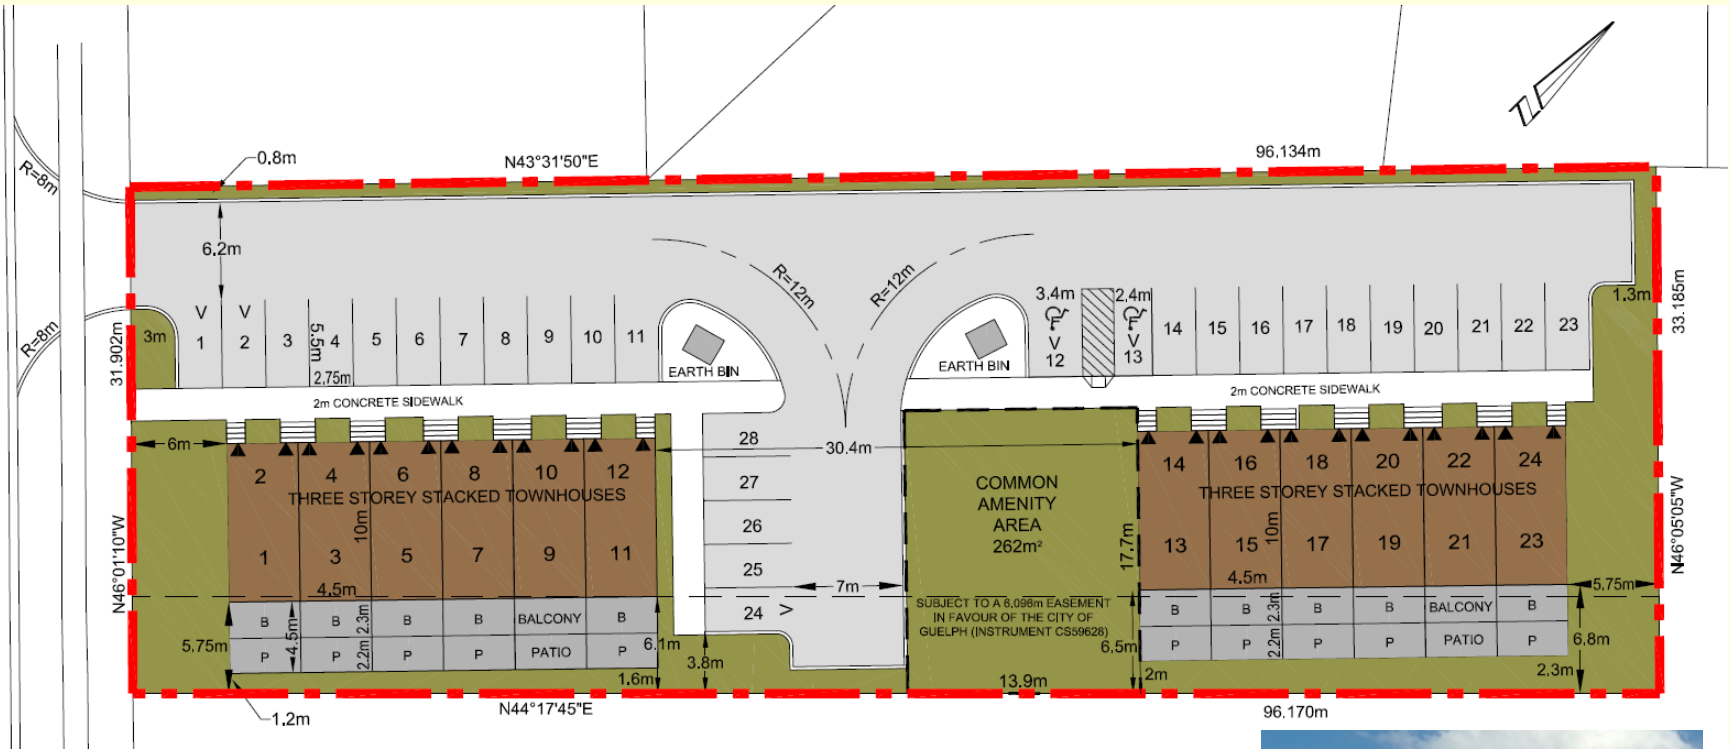 0.8m
N43°31'50"E
96.134m
R=8m
6.2m
R=12m
R=12m
3.4m
2.4m
1.3m
33.185m
V
V
V
V
3m
1
2
3
5.5m
4
5
6
7
8
9
10
11
12
13
14
15
16
17
18
19
20
21
22
23
2.75m
R=8m
31.902m
EARTH BIN
EARTH BIN
2m CONCRETE SIDEWALK
2m CONCRETE SIDEWALK
6m
28
30.4m
27
26
25
24
V
7m
2
4
6
8
10
12
THREE STOREY STACKED TOWNHOUSES
10m
1
3
5
7
9
11
4.5m
COMMON
AMENITY
AREA
262m²
17.7m
14
16
18
20
22
24
THREE STOREY STACKED TOWNHOUSES
10m
13
15
17
19
21
23
4.5m
N46°01'10"W
N46°05'05"W
5.75m
SUBJECT TO A 6.096m EASEMENT
IN FAVOUR OF THE CITY OF
GUELPH (INSTRUMENT CS59628)
5.75m
4.5m
B
B
2.3m
B
B
BALCONY
B
P
P
2.2m
P
P
PATIO
P
6.1m
3.8m
1.6m
6.5m
B
B
2.3m
B
B
BALCONY
B
P
P
2.2m
P
P
PATIO
P
6.8m
2m
2.3m
13.9m
1.2m
N44°17'45"E
96.170m